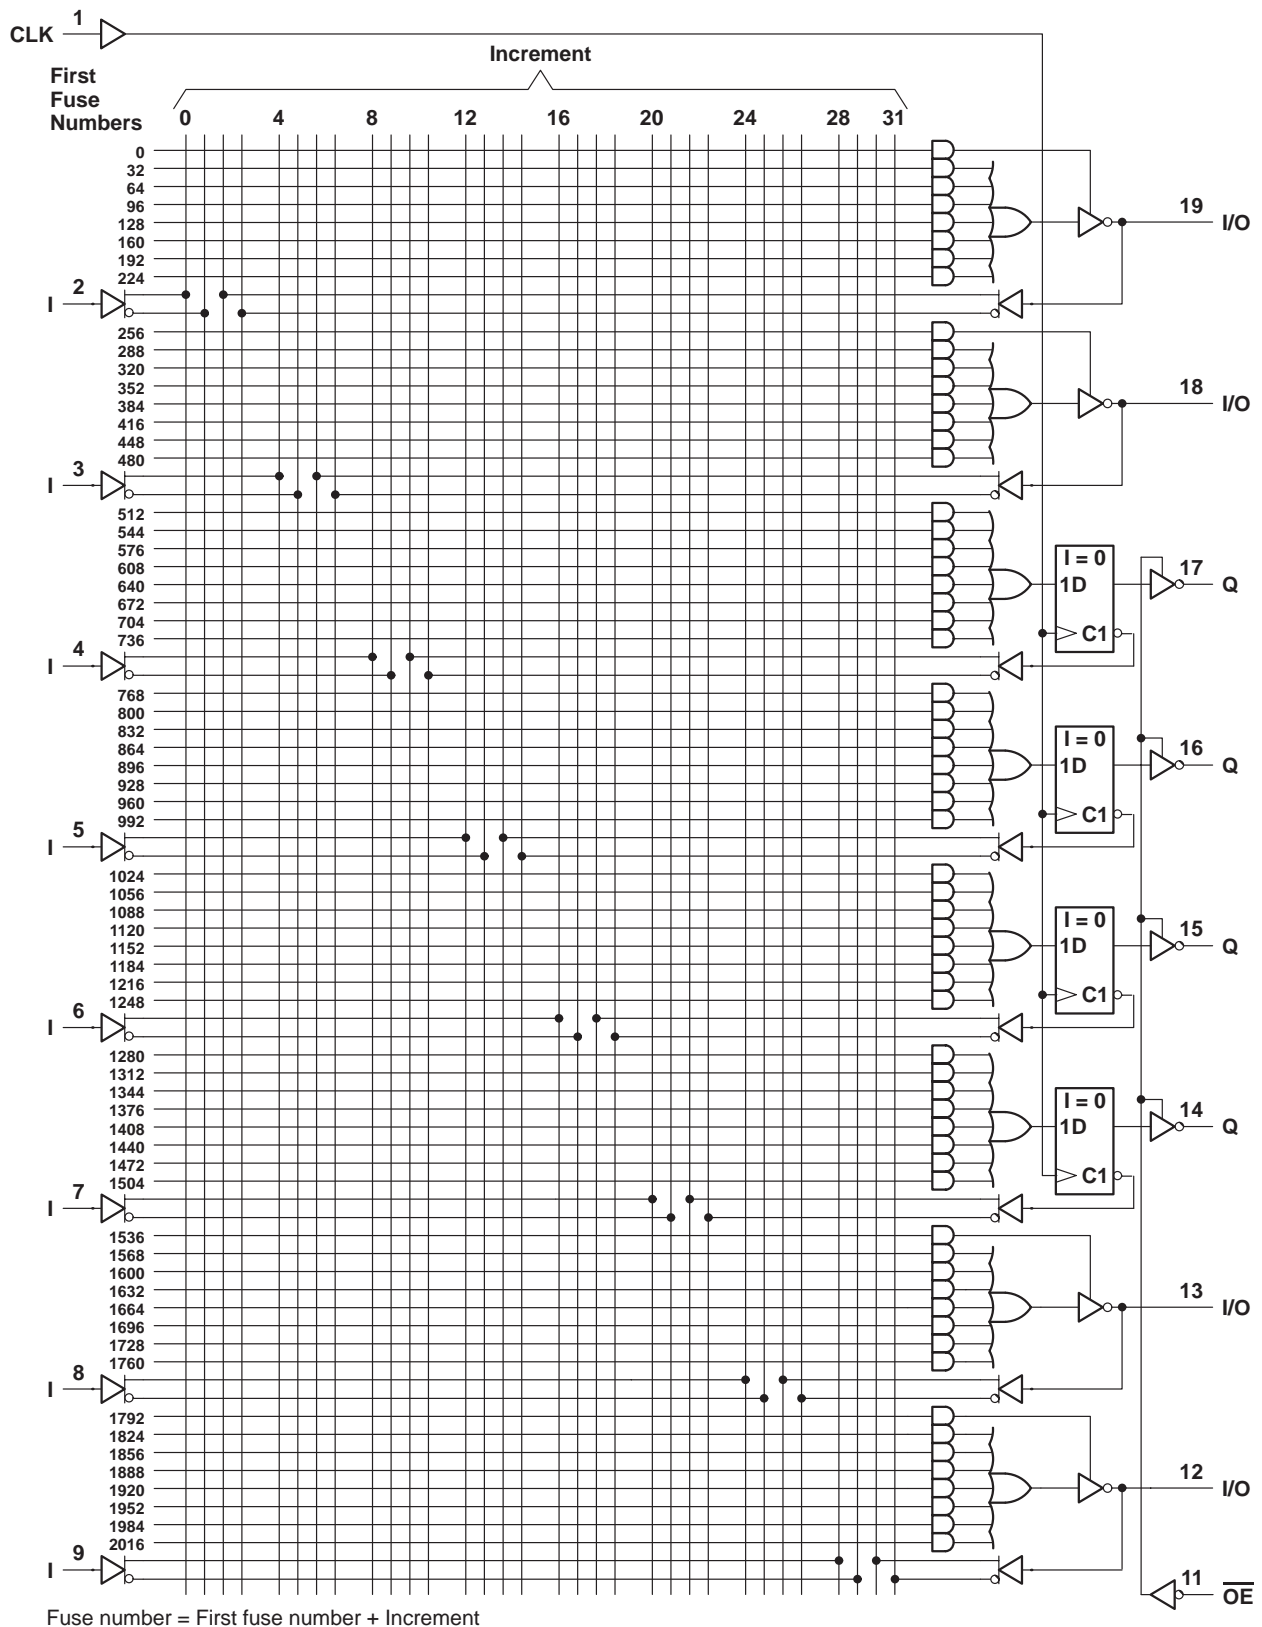 1
CLK
Increment
First
Fuse
Numbers
0 4 8 12 16 20 24 28 31
0
32
64
96
128
160
192
224
19
I/O
2
I
256
288
320
352
384
416
448
480
18
I/O
3
I
512
544
576
608
640
672
704
736
I = 0
1D
C1
17
Q
4
I
768
800
832
864
896
928
960
992
I = 0
1D
C1
16
Q
5
I
1024
1056
1088
1120
1152
1184
1216
1248
I = 0
1D
C1
15
Q
6
I
1280
1312
1344
1376
1408
1440
1472
1504
I = 0
1D
C1
14
Q
7
I
1536
1568
1600
1632
1664
1696
1728
1760
13
I/O
8
I
1792
1824
1856
1888
1920
1952
1984
2016
12
I/O
9
I
11
OE
Fuse number = First fuse number + Increment